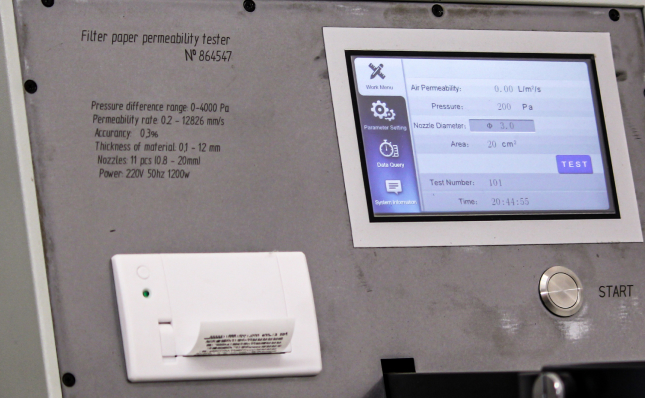 Filter paper permeability tester
№ 864547
Pressure difference range: 0-4000 Pa
Permeability rate 0.2 - 12826 mm/s
Accurancy 0,3%
Thickness of material: 0,1 - 12 mm
Nozzles: 11 pcs (0.8 - 20mm)
Power: 220V 50hz 1200w
Work Menu
Parameter Setting
Data Query
System Information
Air Permeability: 0.00 L/m²/s
Pressure: 200 Pa
Nozzle Diameter: Φ 3.0
Area: 20 cm²
TEST
Test Number: 101
Time: 20:44:55
START